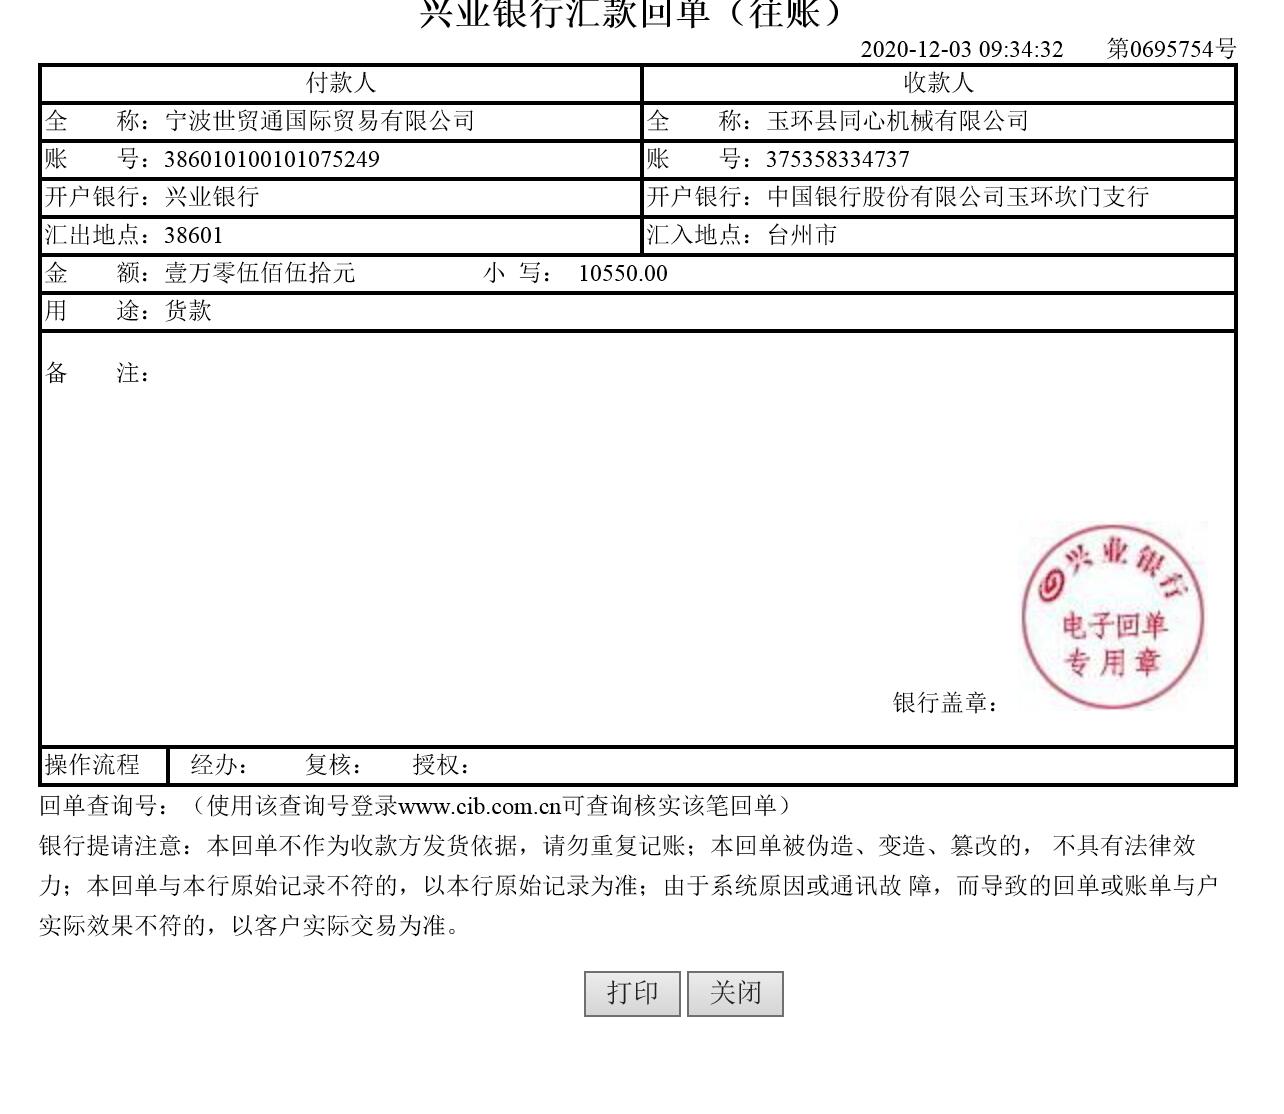 兴业银行汇款回单（往账）
2020-12-03 09:34:32 第0695754号
付款人 收款人
全 称：宁波世贸通国际贸易有限公司 全 称：玉环县同心机械有限公司
账 号：386010100101075249 账 号：375358334737
开户银行：兴业银行 开户银行：中国银行股份有限公司玉环坎门支行
汇出地点：38601 汇入地点：台州市
金 额：壹万零伍佰伍拾元 小 写： 10550.00
用 途：货款
备 注：
兴业银行
电子回单
专用章
银行盖章：
操作流程 经办： 复核： 授权：
回单查询号：（使用该查询号登录www.cib.com.cn可查询核实该笔回单）
银行提请注意：本回单不作为收款方发货依据，请勿重复记账；本回单被伪造、变造、篡改的， 不具有法律效
力；本回单与本行原始记录不符的，以本行原始记录为准；由于系统原因或通讯故 障，而导致的回单或账单与户
实际效果不符的，以客户实际交易为准。
打印 关闭